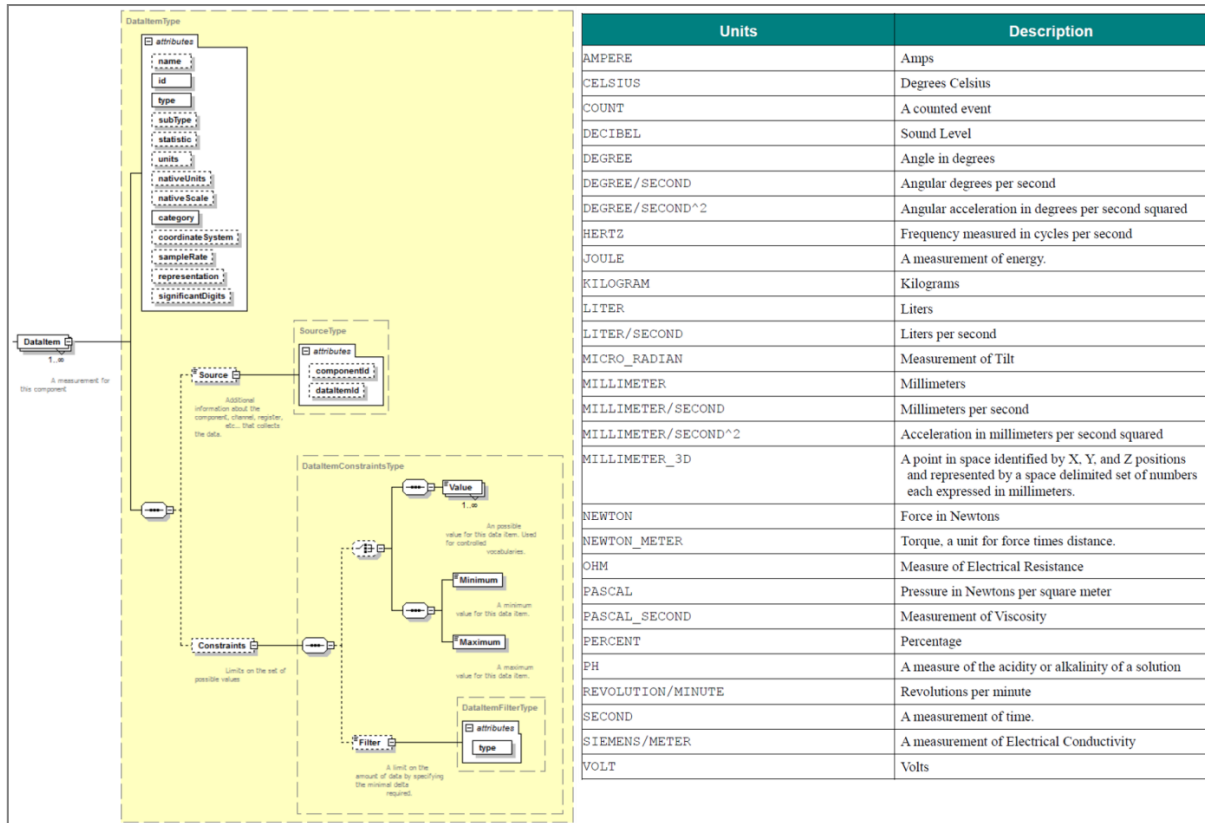 DataItemType
attributes
name
id
type
subType
statistic
units
nativeUnits
nativeScale
category
coordinateSystem
sampleRate
representation
significantDigits
DataItem
1..∞
A measurement for
this component
SourceType
attributes
componentId
dataItemId
Source
Additional
information about the
component, channel, register,
etc... that collects
the data.
DataItemConstraintsType
Value
1..∞
An possible
value for this data item. Used
for controlled
vocabularies.
Minimum
A minimum
value for this data item.
Maximum
A maximum
value for this data item.
Constraints
Limits on the set of
possible values
DataItemFilterType
attributes
type
Filter
A limit on the
amount of data by specifying
the minimal delta
required.
Units Description
AMPERE Amps
CELSIUS Degrees Celsius
COUNT A counted event
DECIBEL Sound Level
DEGREE Angle in degrees
DEGREE/SECOND Angular degrees per second
DEGREE/SECOND^2 Angular acceleration in degrees per second squared
HERTZ Frequency measured in cycles per second
JOULE A measurement of energy.
KILOGRAM Kilograms
LITER Liters
LITER/SECOND Liters per second
MICRO_RADIAN Measurement of Tilt
MILLIMETER Millimeters
MILLIMETER/SECOND Millimeters per second
MILLIMETER/SECOND^2 Acceleration in millimeters per second squared
MILLIMETER_3D A point in space identified by X, Y, and Z positions
and represented by a space delimited set of numbers
each expressed in millimeters.
NEWTON Force in Newtons
NEWTON_METER Torque, a unit for force times distance.
OHM Measure of Electrical Resistance
PASCAL Pressure in Newtons per square meter
PASCAL_SECOND Measurement of Viscosity
PERCENT Percentage
PH A measure of the acidity or alkalinity of a solution
REVOLUTION/MINUTE Revolutions per minute
SECOND A measurement of time.
SIEMENS/METER A measurement of Electrical Conductivity
VOLT Volts